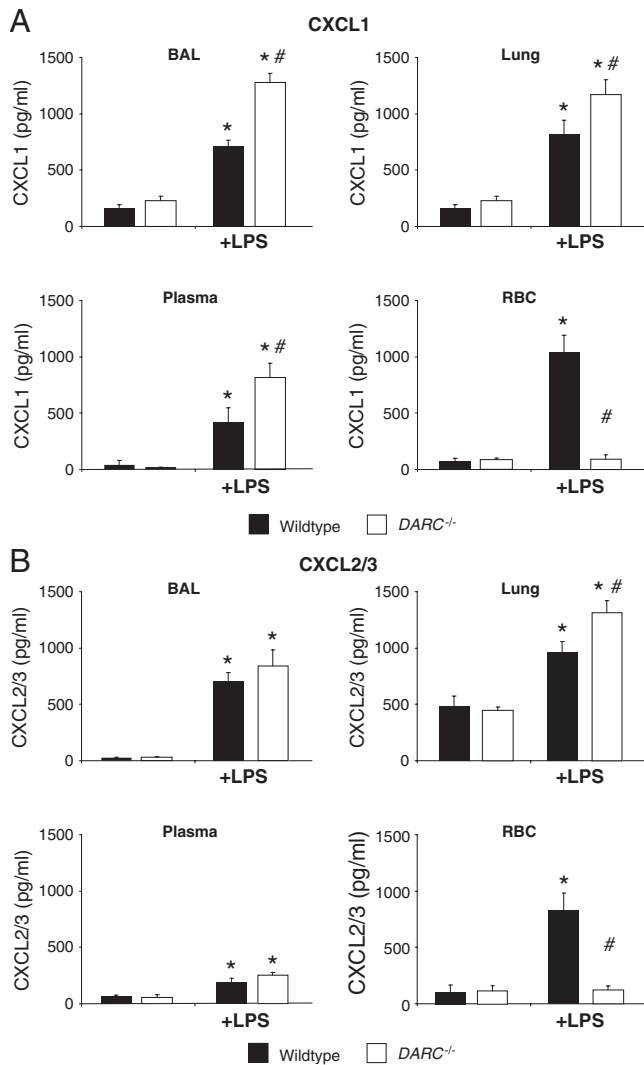 A
CXCL1
BAL
Lung
CXCL1 (pg/ml)
1500
1000
500
0
*
* #
+LPS
CXCL1 (pg/ml)
1500
1000
500
0
*
* #
+LPS
Plasma
RBC
CXCL1 (pg/ml)
1500
1000
500
0
*
* #
+LPS
CXCL1 (pg/ml)
1500
1000
500
0
*
#
+LPS
Wildtype DARC-/-
B
CXCL2/3
BAL
Lung
CXCL2/3 (pg/ml)
1500
1000
500
0
*
*
+LPS
CXCL2/3 (pg/ml)
1500
1000
500
0
*
* #
+LPS
Plasma
RBC
CXCL2/3 (pg/ml)
1500
1000
500
0
*
*
+LPS
CXCL2/3 (pg/ml)
1500
1000
500
0
*
#
+LPS
Wildtype DARC-/-